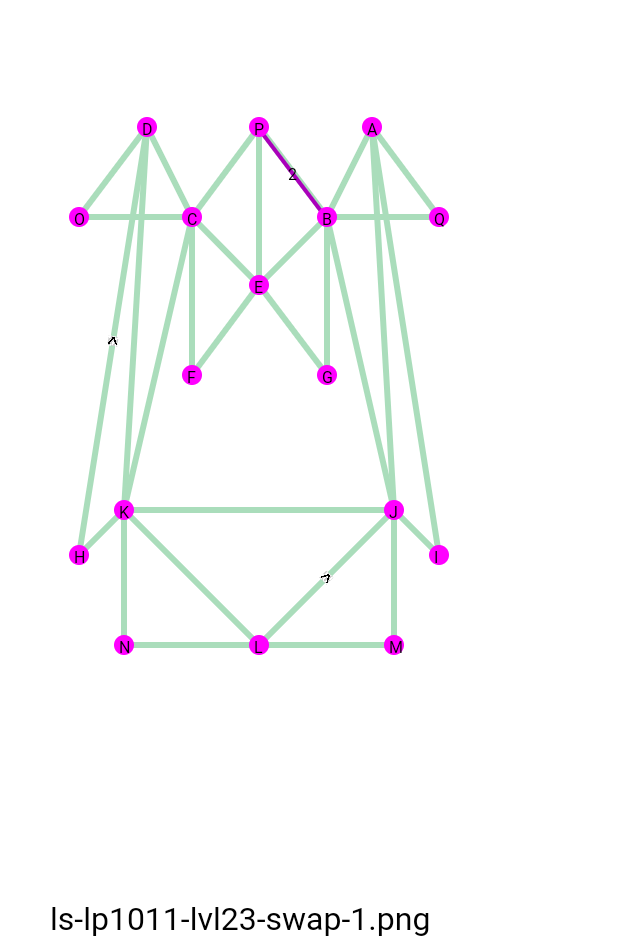 D P A
2
O C B Q
E
F G
K J
H I
N L M
ls-lp1011-lvl23-swap-1.png